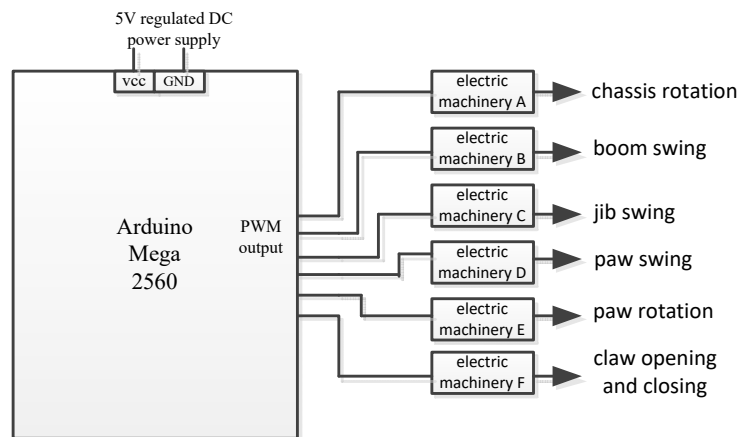 5V regulated DC
power supply
vcc
GND
Arduino
Mega
2560
PWM
output
electric
machinery A
chassis rotation
electric
machinery B
boom swing
electric
machinery C
jib swing
electric
machinery D
paw swing
electric
machinery E
paw rotation
electric
machinery F
claw opening
and closing